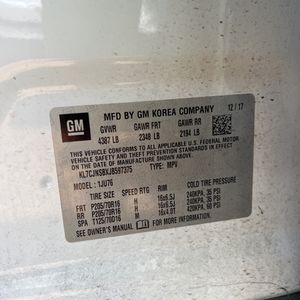 GM
MFD BY GM KOREA COMPANY 12/17
GVWR GAWR FRT GAWR RR
4387 LB 2348 LB 2194 LB
THIS VEHICLE CONFORMS TO ALL APPLICABLE U.S. FEDERAL MOTOR
VEHICLE SAFETY, BUMPER, AND THEFT PREVENTION STANDARDS IN
EFFECT ON THE DATE OF MANUFACTURE SHOWN ABOVE.
KL7CJNSBXJB597375 TYPE: MPV
MODEL: 1JU76
TIRE SIZE SPEED RTG RIM COLD TIRE PRESSURE
FRT P205/70R16 H 16x6.5J 240KPA, 35 PSI
RR P205/70R16 H 16x6.5J 240KPA, 35 PSI
SPA T125/70D16 M 16x4.0T 420KPA, 60 PSI
SEE OWNER'S MANUAL FOR ADDITIONAL INFORMATION.